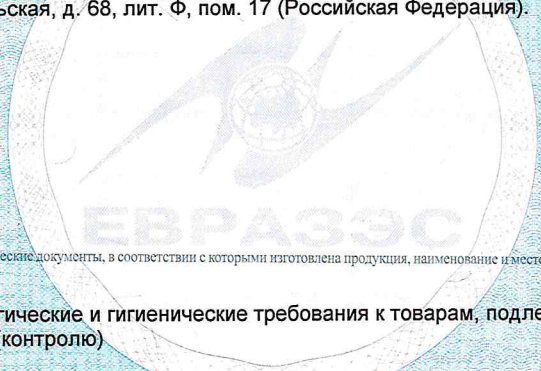 ьская, д. 68, лит. Ф, пом. 17 (Российская Федерация).
ЕВРАЗЭС
еские документы, в соответствии с которыми изготовлена продукция, наименование и место
гические и гигиенические требования к товарам, подле
контролю)